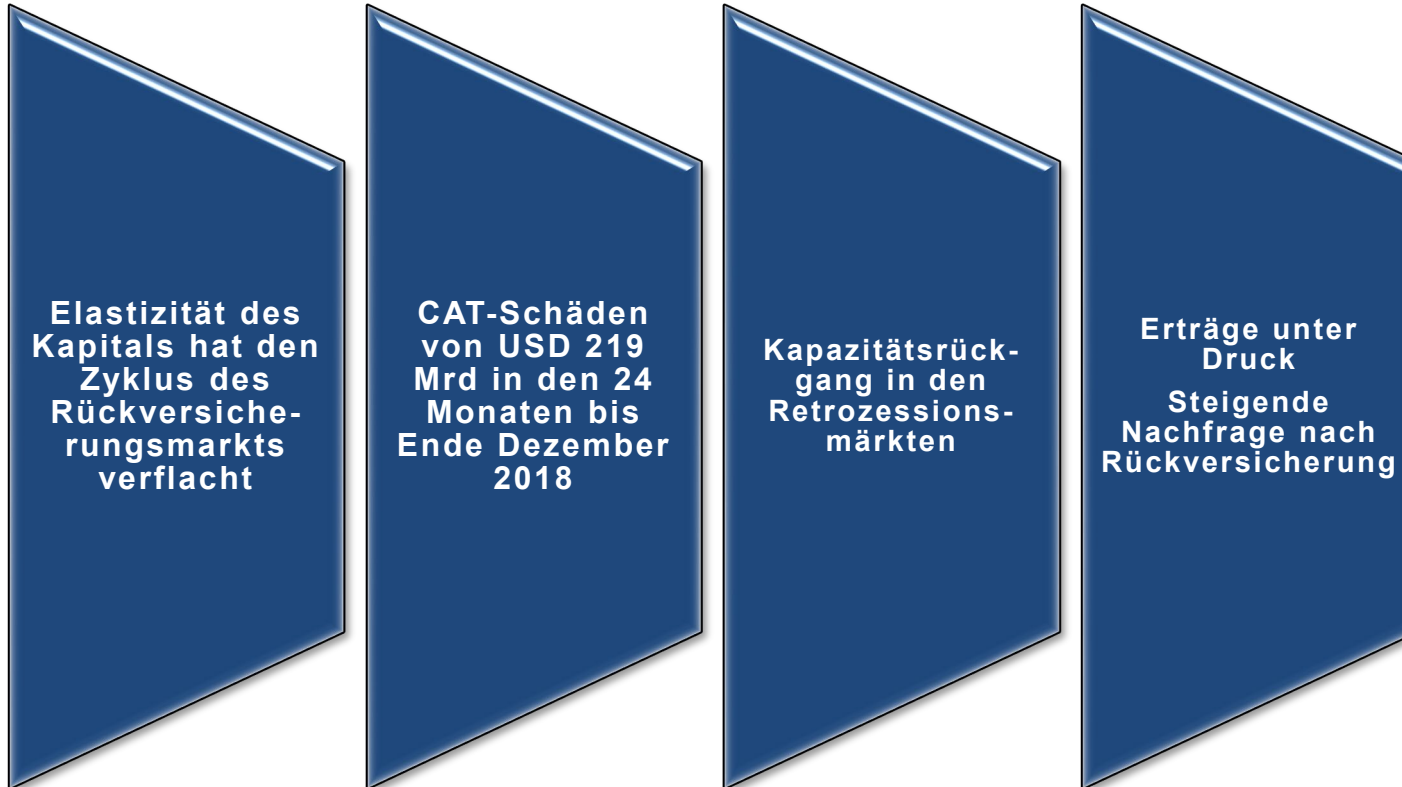 Elastizität des
Kapitals hat den
Zyklus des
Rückversiche-
rungsmarkts
verflacht
CAT-Schäden
von USD 219
Mrd in den 24
Monaten bis
Ende Dezember
2018
Kapazitätsrück-
gang in den
Retrozessions-
märkten
Erträge unter
Druck
Steigende
Nachfrage nach
Rückversicherung